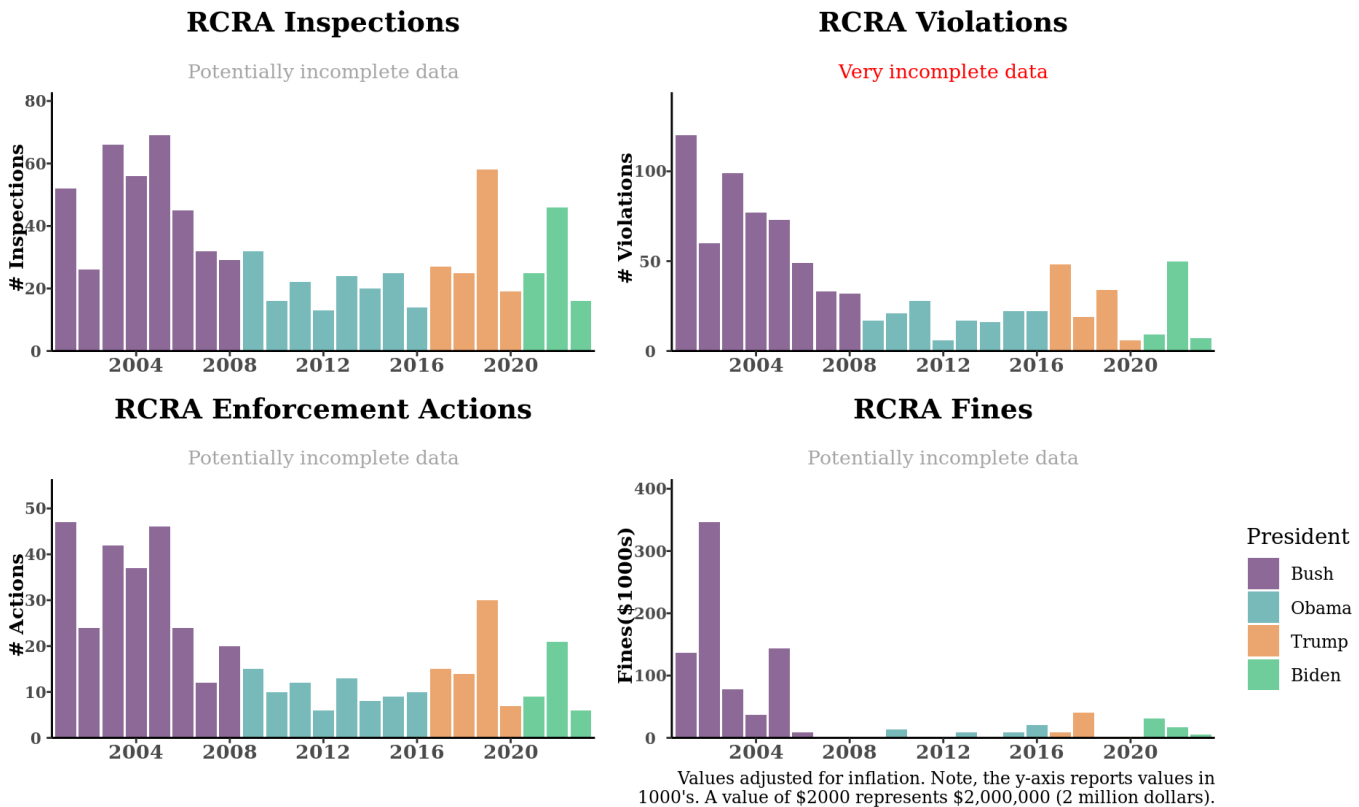 RCRA Inspections
Potentially incomplete data
# Inspections
80
60
40
20
0
2004 2008 2012 2016 2020
RCRA Violations
Very incomplete data
# Violations
100
50
0
2004 2008 2012 2016 2020
RCRA Enforcement Actions
Potentially incomplete data
# Actions
50
40
30
20
10
0
2004 2008 2012 2016 2020
RCRA Fines
Potentially incomplete data
Fines($1000s)
400
300
200
100
0
2004 2008 2012 2016 2020
President
Bush
Obama
Trump
Biden
Values adjusted for inflation. Note, the y-axis reports values in
1000's. A value of $2000 represents $2,000,000 (2 million dollars).